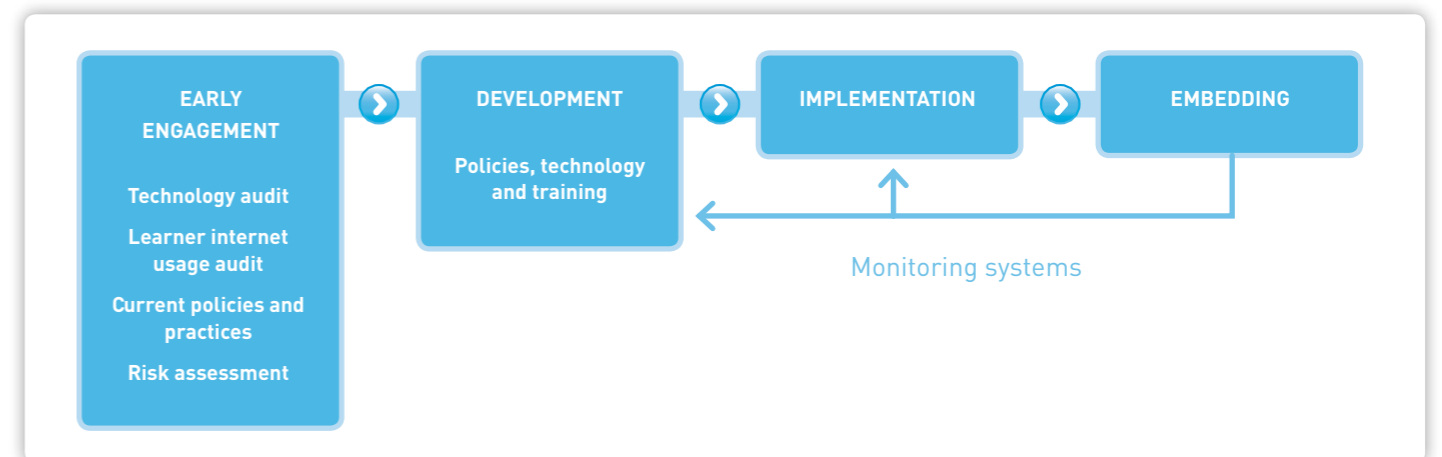 EARLY
ENGAGEMENT
Technology audit
Learner internet
usage audit
Current policies and
practices
Risk assessment
DEVELOPMENT
Policies, technology
and training
IMPLEMENTATION
EMBEDDING
Monitoring systems